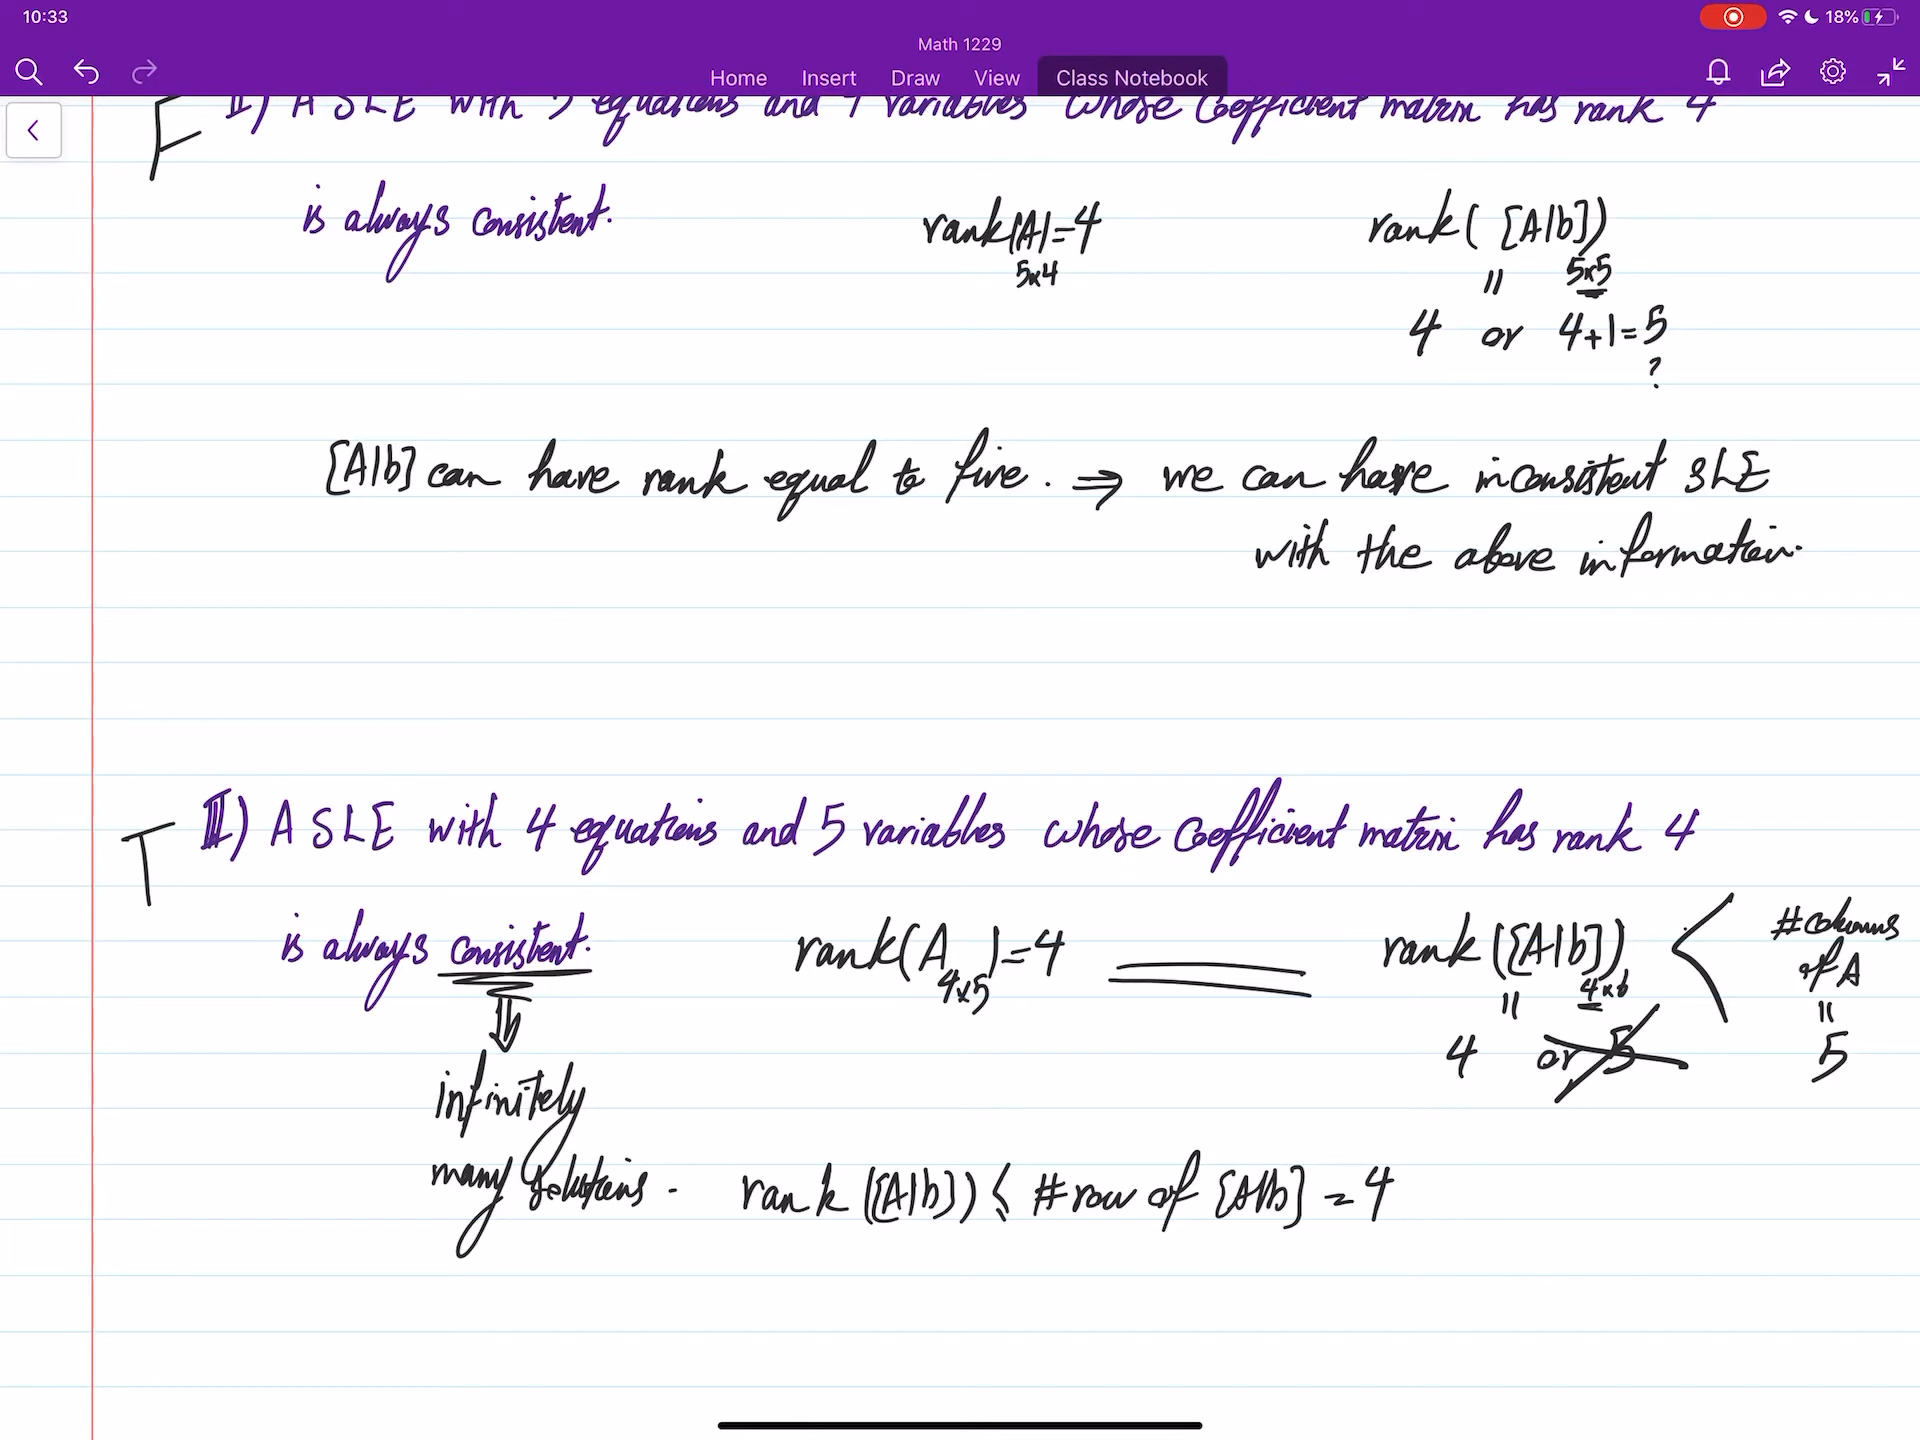 10:33
18%
Math 1229
Home Insert Draw View Class Notebook
F II) A SLE with 5 equations and 4 variables whose coefficient matrix has rank 4
is always consistent. rank(A)=4 rank([A|b])
5x4 || 5x5
4 or 4+1=5
?
[A|b] can have rank equal to five. ⇒ we can have inconsistent SLE
with the above information.
T III) A SLE with 4 equations and 5 variables whose coefficient matrix has rank 4
is always consistent. rank(A)=4 = rank([A|b]) < # columns of A
4x5 || 4x6 ||
4 or 5 5
⇓
infinitely
many solutions. rank([A|b]) ≤ # row of [A|b] = 4